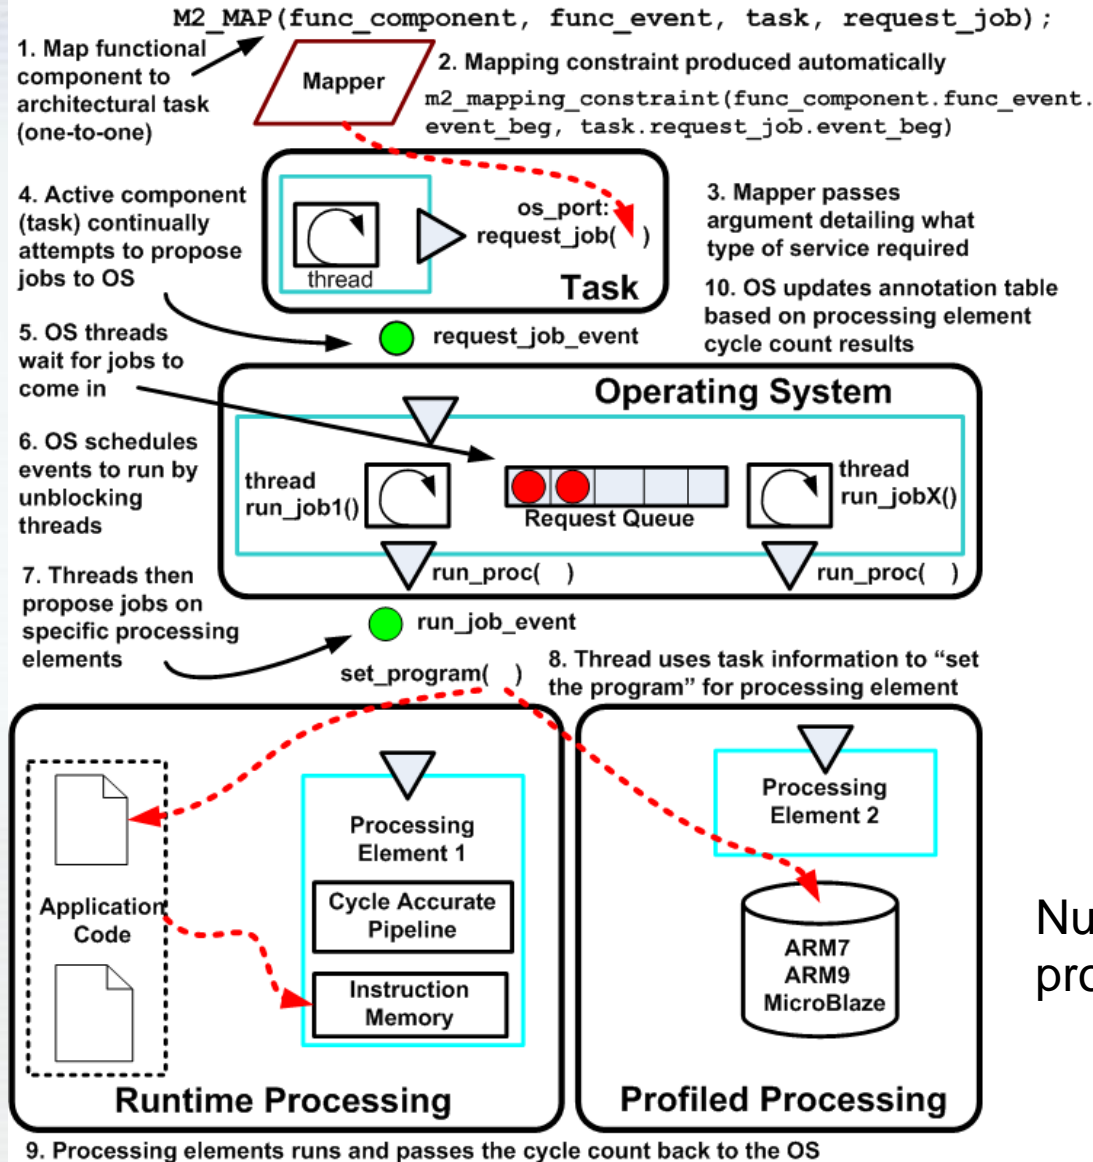 M2_MAP(func_component, func_event, task, request_job);
1. Map functional
component to
architectural task
(one-to-one)
Mapper
2. Mapping constraint produced automatically
m2_mapping_constraint(func_component.func_event.
event_beg, task.request_job.event_beg)
4. Active component
(task) continually
attempts to propose
jobs to OS
thread
os_port:
request_job( )
Task
3. Mapper passes
argument detailing what
type of service required
10. OS updates annotation table
based on processing element
cycle count results
request_job_event
5. OS threads
wait for jobs to
come in
Operating System
6. OS schedules
events to run by
unblocking
threads
thread
run_job1()
Request Queue
thread
run_jobX()
run_proc( )
run_proc( )
7. Threads then
propose jobs on
specific processing
elements
run_job_event
set_program( )
8. Thread uses task information to “set
the program” for processing element
Application
Code
Processing
Element 1
Cycle Accurate
Pipeline
Instruction
Memory
Runtime Processing
Processing
Element 2
ARM7
ARM9
MicroBlaze
Profiled Processing
9. Processing elements runs and passes the cycle count back to the OS